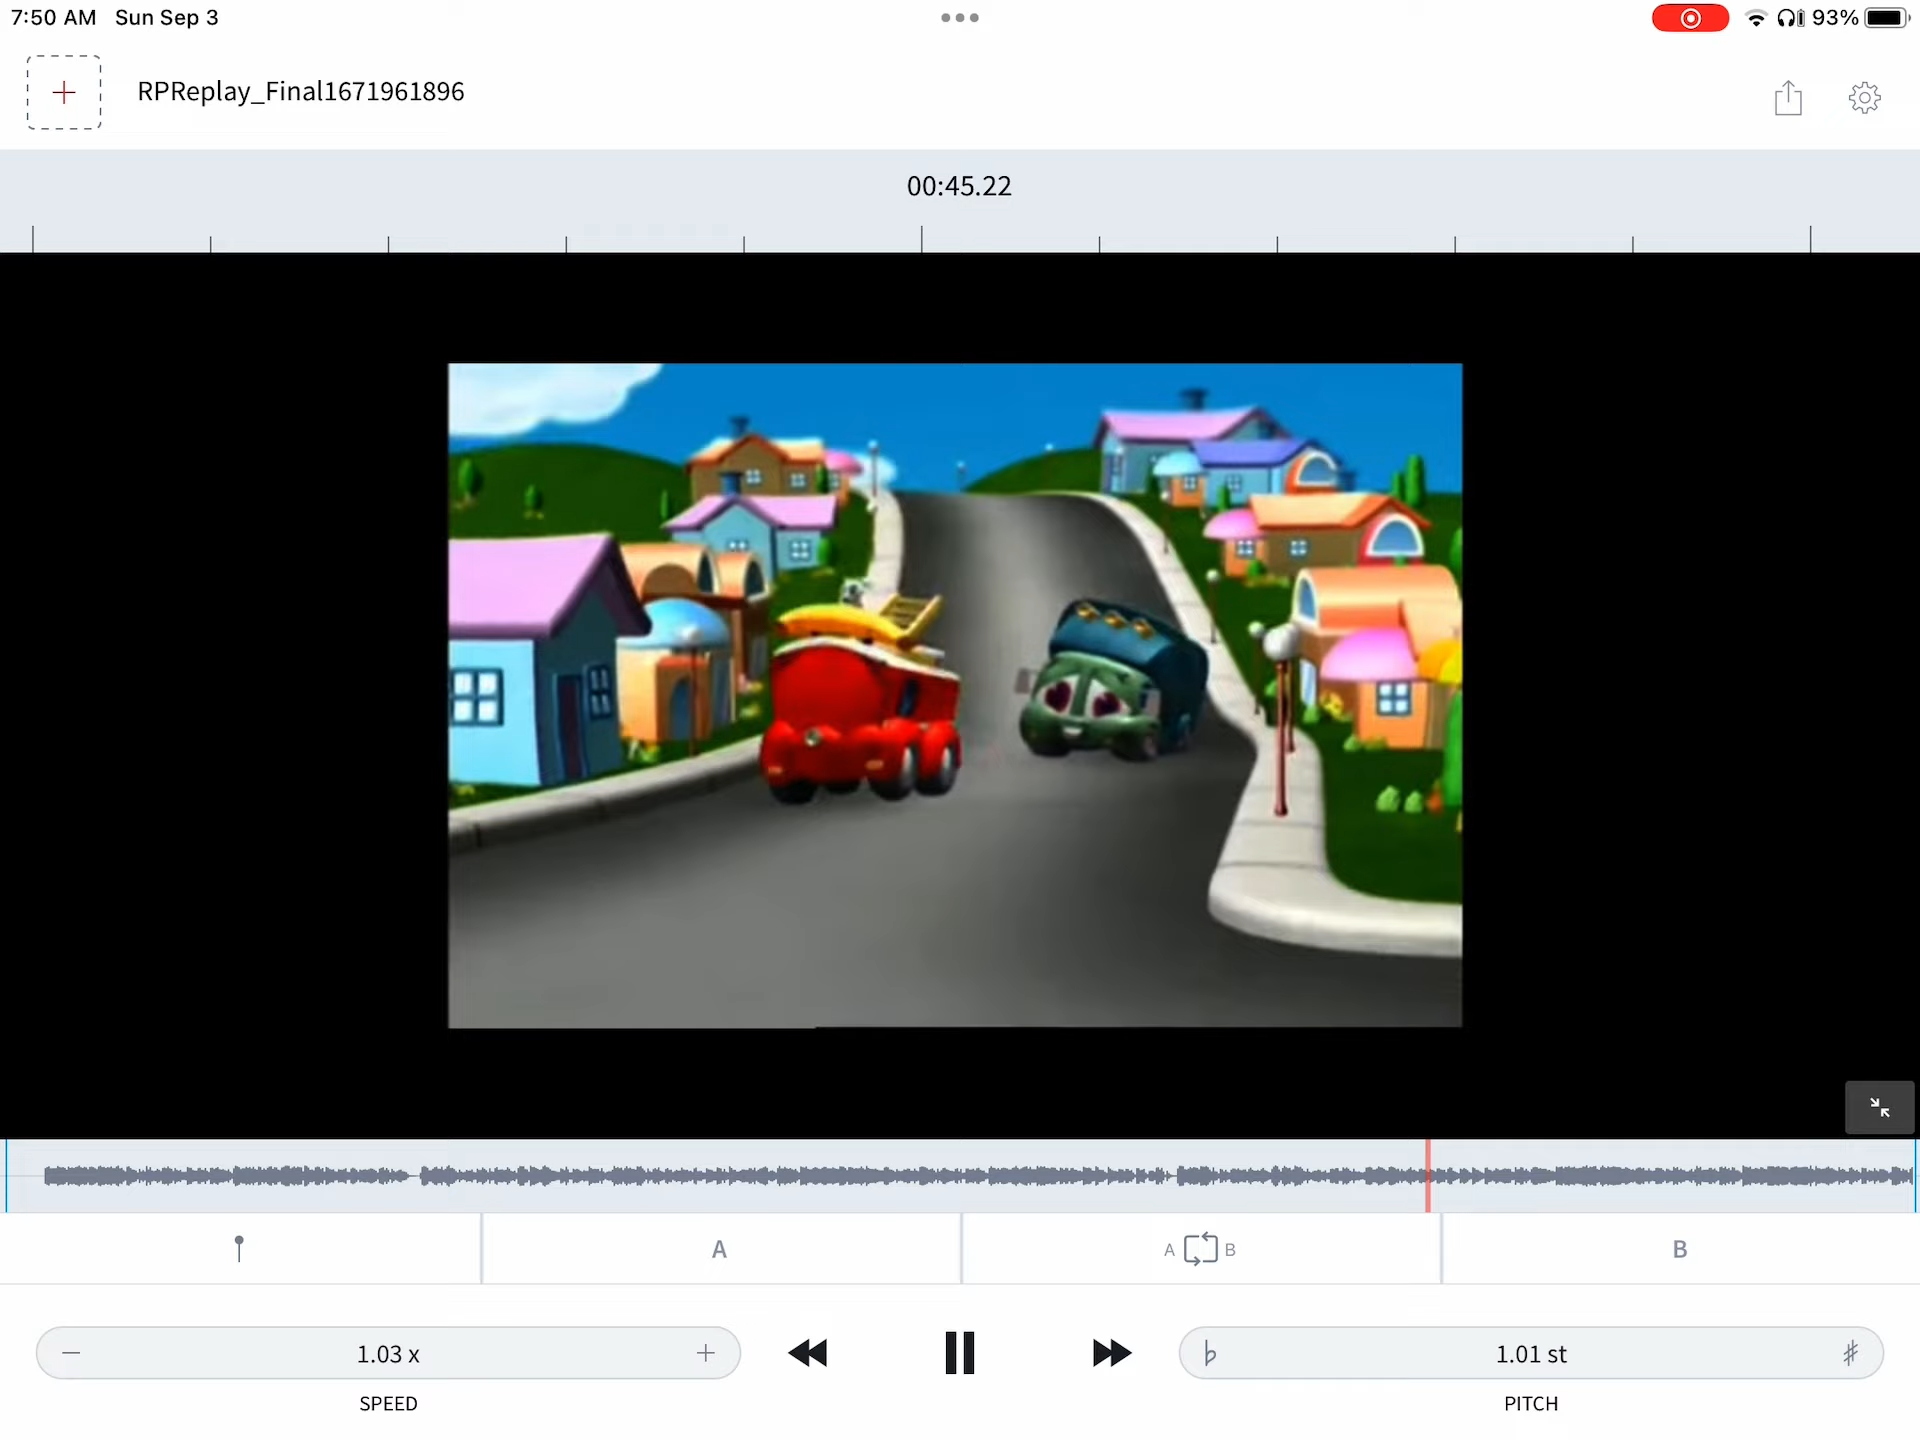 7:50 AM Sun Sep 3
93%
RPReplay_Final1671961896
00:45.22
A
A B
B
1.03 x
♭ 1.01 st ♯
SPEED
PITCH